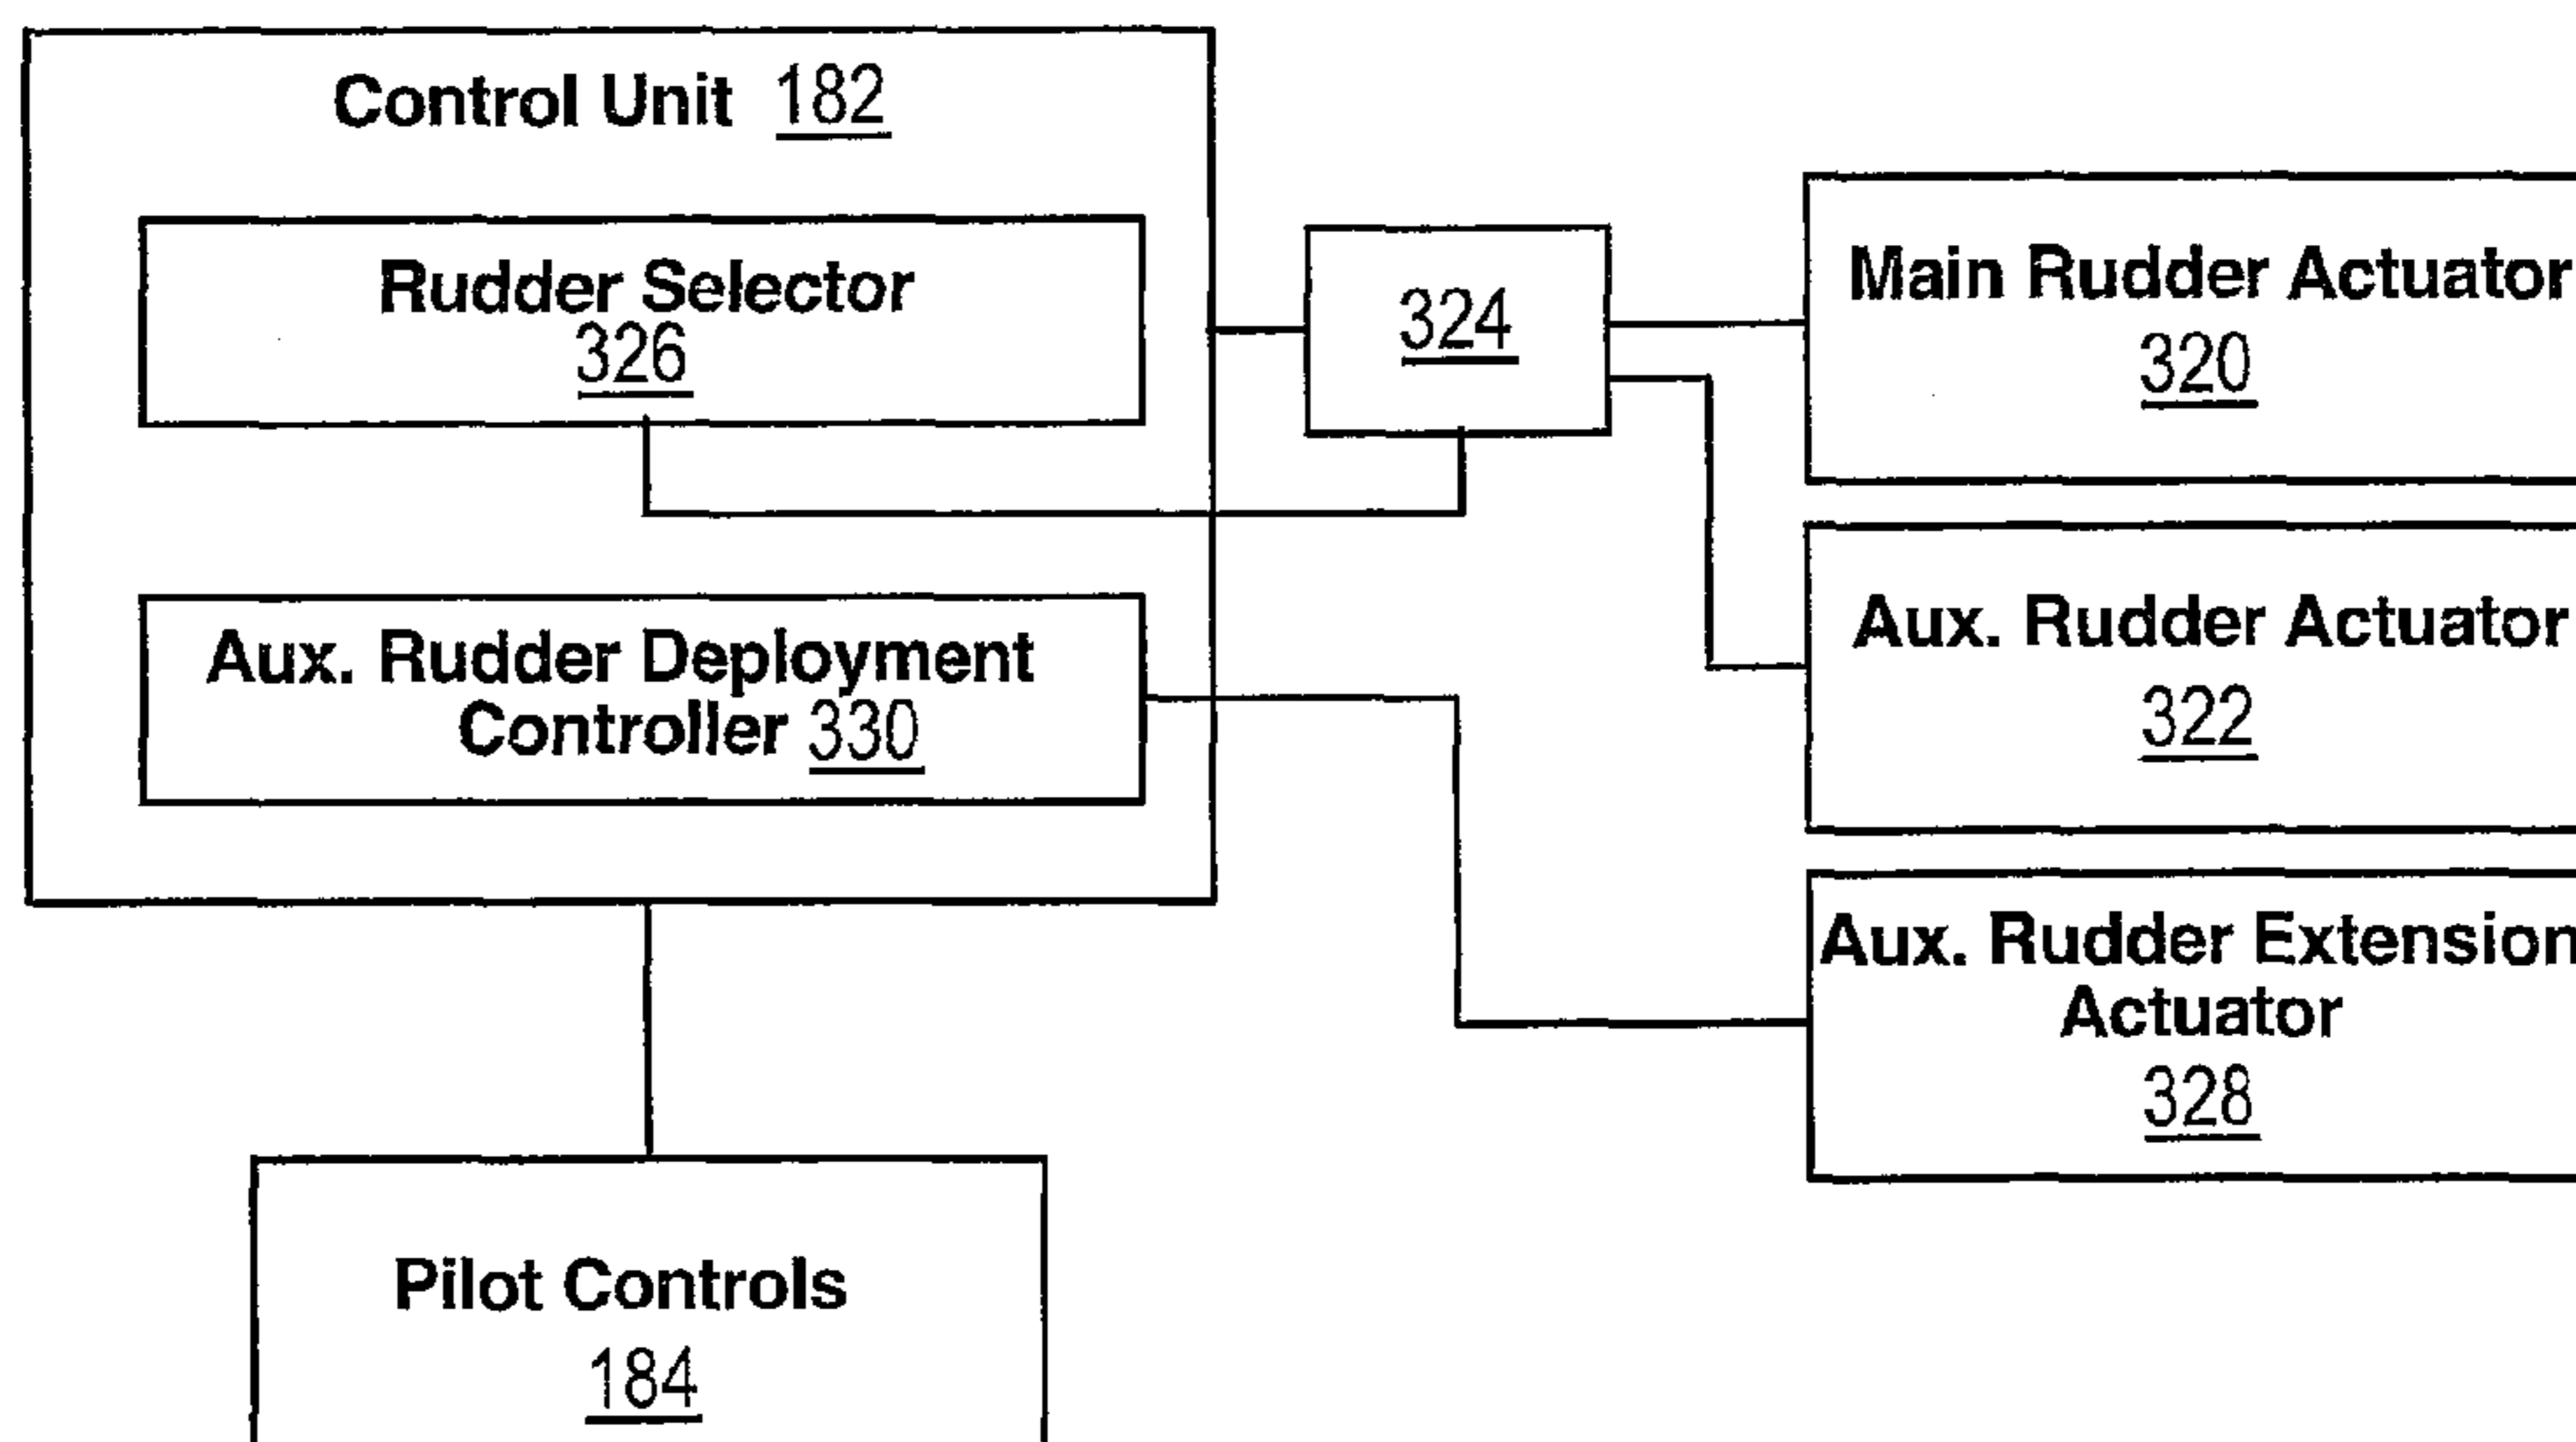 Control Unit 182
Rudder Selector
326
Aux. Rudder Deployment
Controller 330
324
Main Rudder Actuator
320
Aux. Rudder Actuator
322
Aux. Rudder Extension
Actuator
328
Pilot Controls
184